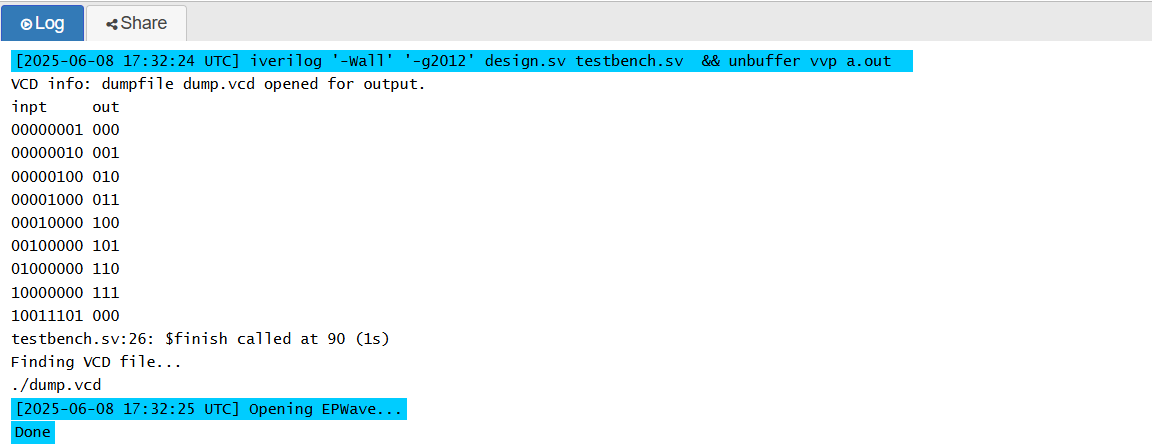 Log Share
[2025-06-08 17:32:24 UTC] iverilog '-Wall' '-g2012' design.sv testbench.sv  && unbuffer vvp a.out
VCD info: dumpfile dump.vcd opened for output.
inpt     out
00000001 000
00000010 001
00000100 010
00001000 011
00010000 100
00100000 101
01000000 110
10000000 111
10011101 000
testbench.sv:26: $finish called at 90 (1s)
Finding VCD file...
./dump.vcd
[2025-06-08 17:32:25 UTC] Opening EPWave...
Done